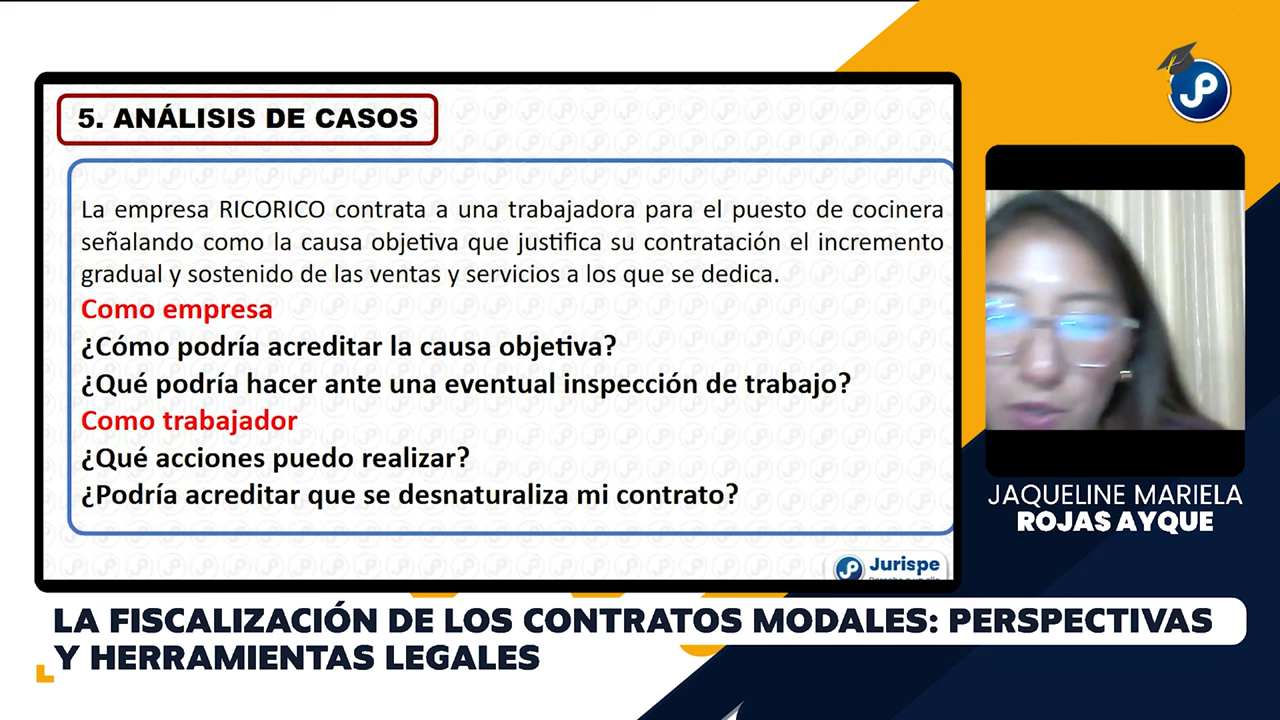 5. ANÁLISIS DE CASOS
La empresa RICORICO contrata a una trabajadora para el puesto de cocinera
señalando como la causa objetiva que justifica su contratación el incremento
gradual y sostenido de las ventas y servicios a los que se dedica.
Como empresa
¿Cómo podría acreditar la causa objetiva?
¿Qué podría hacer ante una eventual inspección de trabajo?
Como trabajador
¿Qué acciones puedo realizar?
¿Podría acreditar que se desnaturaliza mi contrato?
JP Jurispe
JP
JAQUELINE MARIELA
ROJAS AYQUE
LA FISCALIZACIÓN DE LOS CONTRATOS MODALES: PERSPECTIVAS
Y HERRAMIENTAS LEGALES